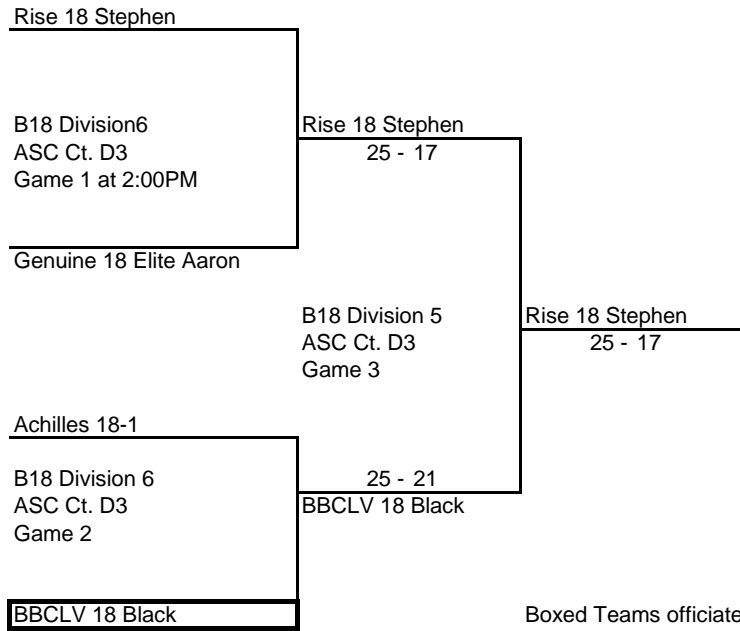 Rise 18 Stephen
B18 Division6
ASC Ct. D3
Game 1 at 2:00PM
Rise 18 Stephen
25 - 17
Genuine 18 Elite Aaron
B18 Division 5
ASC Ct. D3
Game 3
Rise 18 Stephen
25 - 17
Achilles 18-1
B18 Division 6
ASC Ct. D3
Game 2
25 - 21
BBCLV 18 Black
BBCLV 18 Black
Boxed Teams officiate